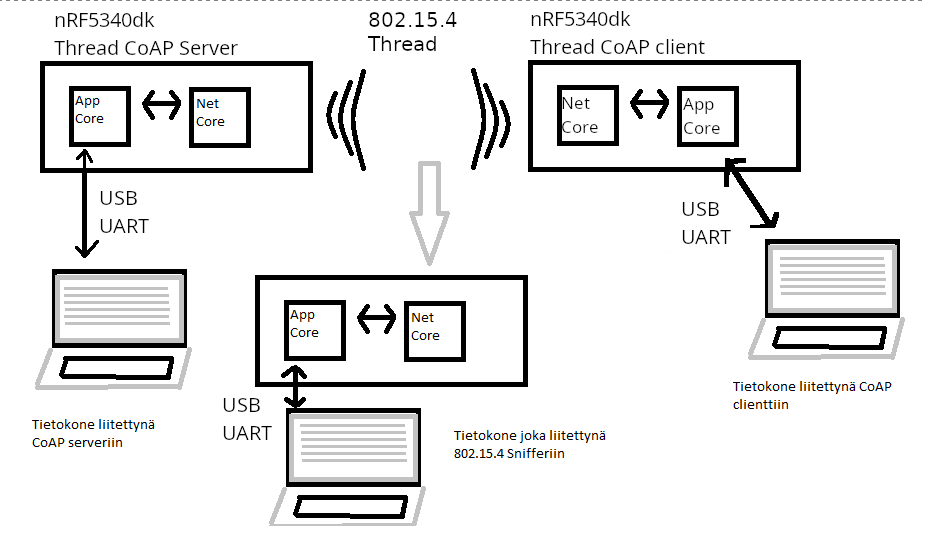 nRF5340dk
Thread CoAP Server
802.15.4
Thread
nRF5340dk
Thread CoAP client
App
Core
Net
Core
Net
Core
App
Core
USB
UART
USB
UART
App
Core
Net
Core
USB
UART
Tietokone liitettynä
CoAP serveriin
Tietokone joka liitettynä
802.15.4 Snifferiin
Tietokone liitettynä CoAP
clienttiin